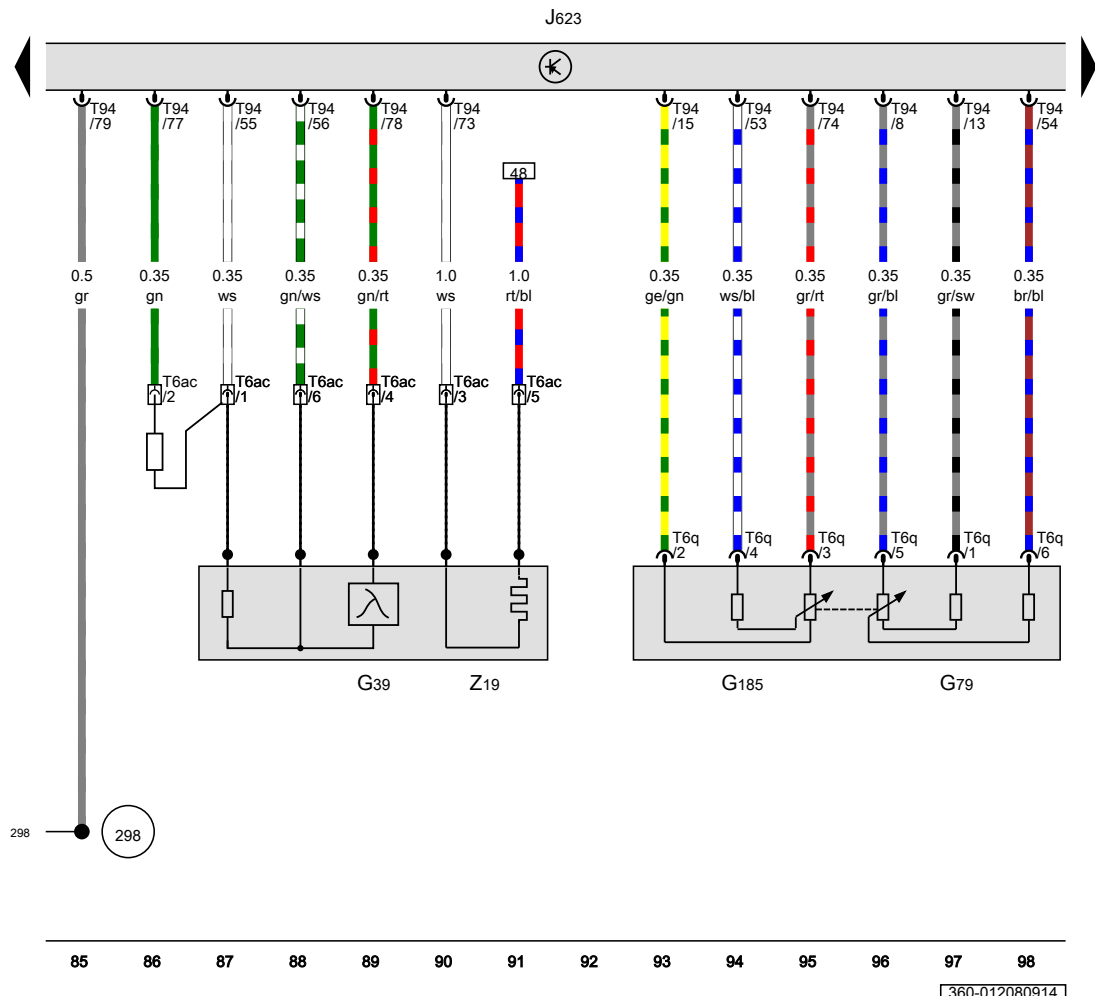 J623
T94 T94 T94 T94 T94 T94 T94 T94 T94 T94 T94 T94
/79 /77 /55 /56 /78 /73 /15 /53 /74 /8 /13 /54
48
0.5 0.35 0.35 0.35 0.35 1.0 1.0 0.35 0.35 0.35 0.35 0.35 0.35
gr gn ws gn/ws gn/rt ws rt/bl ge/gn ws/bl gr/rt gr/bl gr/sw br/bl
T6ac T6ac T6ac T6ac T6ac T6ac
/2 /1 /6 /4 /3 /5
T6q T6q T6q T6q T6q T6q
/2 /4 /3 /5 /1 /6
G39 Z19 G185 G79
298 298
85 86 87 88 89 90 91 92 93 94 95 96 97 98
360-012080914